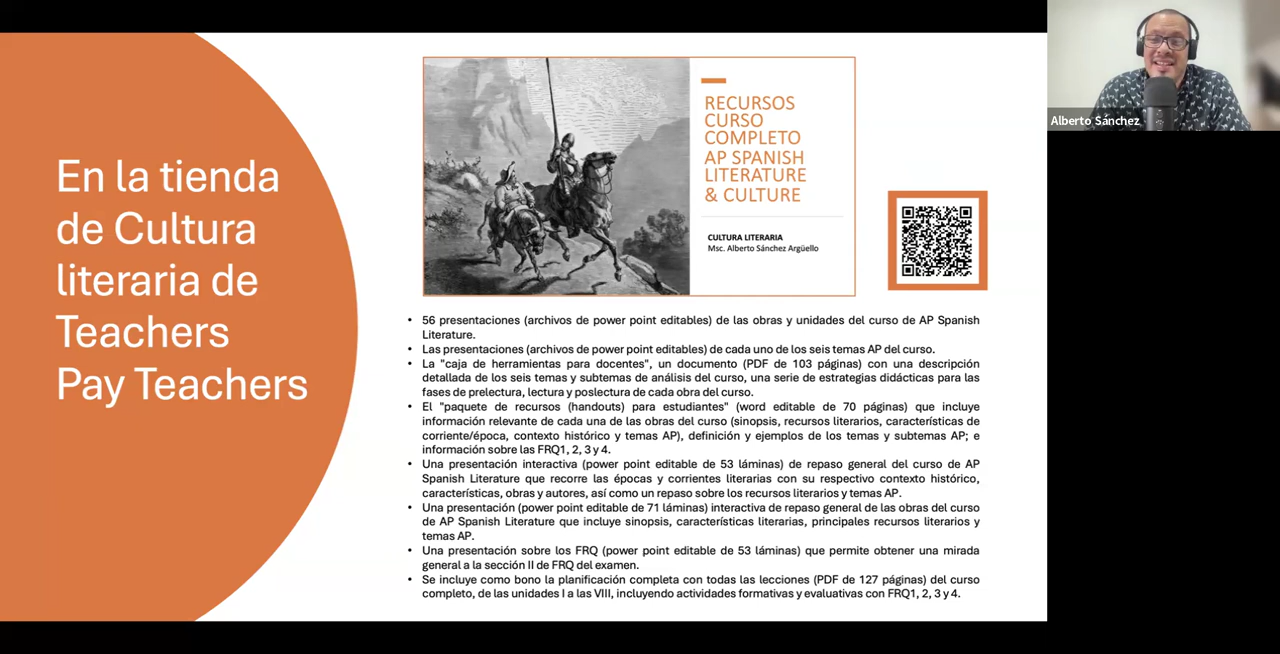 En la tienda
de Cultura
literaria de
Teachers
Pay Teachers
RECURSOS
CURSO
COMPLETO
AP SPANISH
LITERATURE
& CULTURE
CULTURA LITERARIA
Msc. Alberto Sánchez Argüello
• 56 presentaciones (archivos de power point editables) de las obras y unidades del curso de AP Spanish
Literature.
• Las presentaciones (archivos de power point editables) de cada uno de los seis temas AP del curso.
• La "caja de herramientas para docentes", un documento (PDF de 103 páginas) con una descripción
detallada de los seis temas y subtemas de análisis del curso, una serie de estrategias didácticas para las
fases de prelectura, lectura y poslectura de cada obra del curso.
• El "paquete de recursos (handouts) para estudiantes" (word editable de 70 páginas) que incluye
información relevante de cada una de las obras del curso (sinopsis, recursos literarios, características de
corriente/época, contexto histórico y temas AP), definición y ejemplos de los temas y subtemas AP; e
información sobre las FRQ1, 2, 3 y 4.
• Una presentación interactiva (power point editable de 53 láminas) de repaso general del curso de AP
Spanish Literature que recorre las épocas y corrientes literarias con su respectivo contexto histórico,
características, obras y autores, así como un repaso sobre los recursos literarios y temas AP.
• Una presentación (power point editable de 71 láminas) interactiva de repaso general de las obras del curso
de AP Spanish Literature que incluye sinopsis, características literarias, principales recursos literarios y
temas AP.
• Una presentación sobre los FRQ (power point editable de 53 láminas) que permite obtener una mirada
general a la sección II de FRQ del examen.
• Se incluye como bono la planificación completa con todas las lecciones (PDF de 127 páginas) del curso
completo, de las unidades I a las VIII, incluyendo actividades formativas y evaluativas con FRQ1, 2, 3 y 4.
Alberto Sánchez